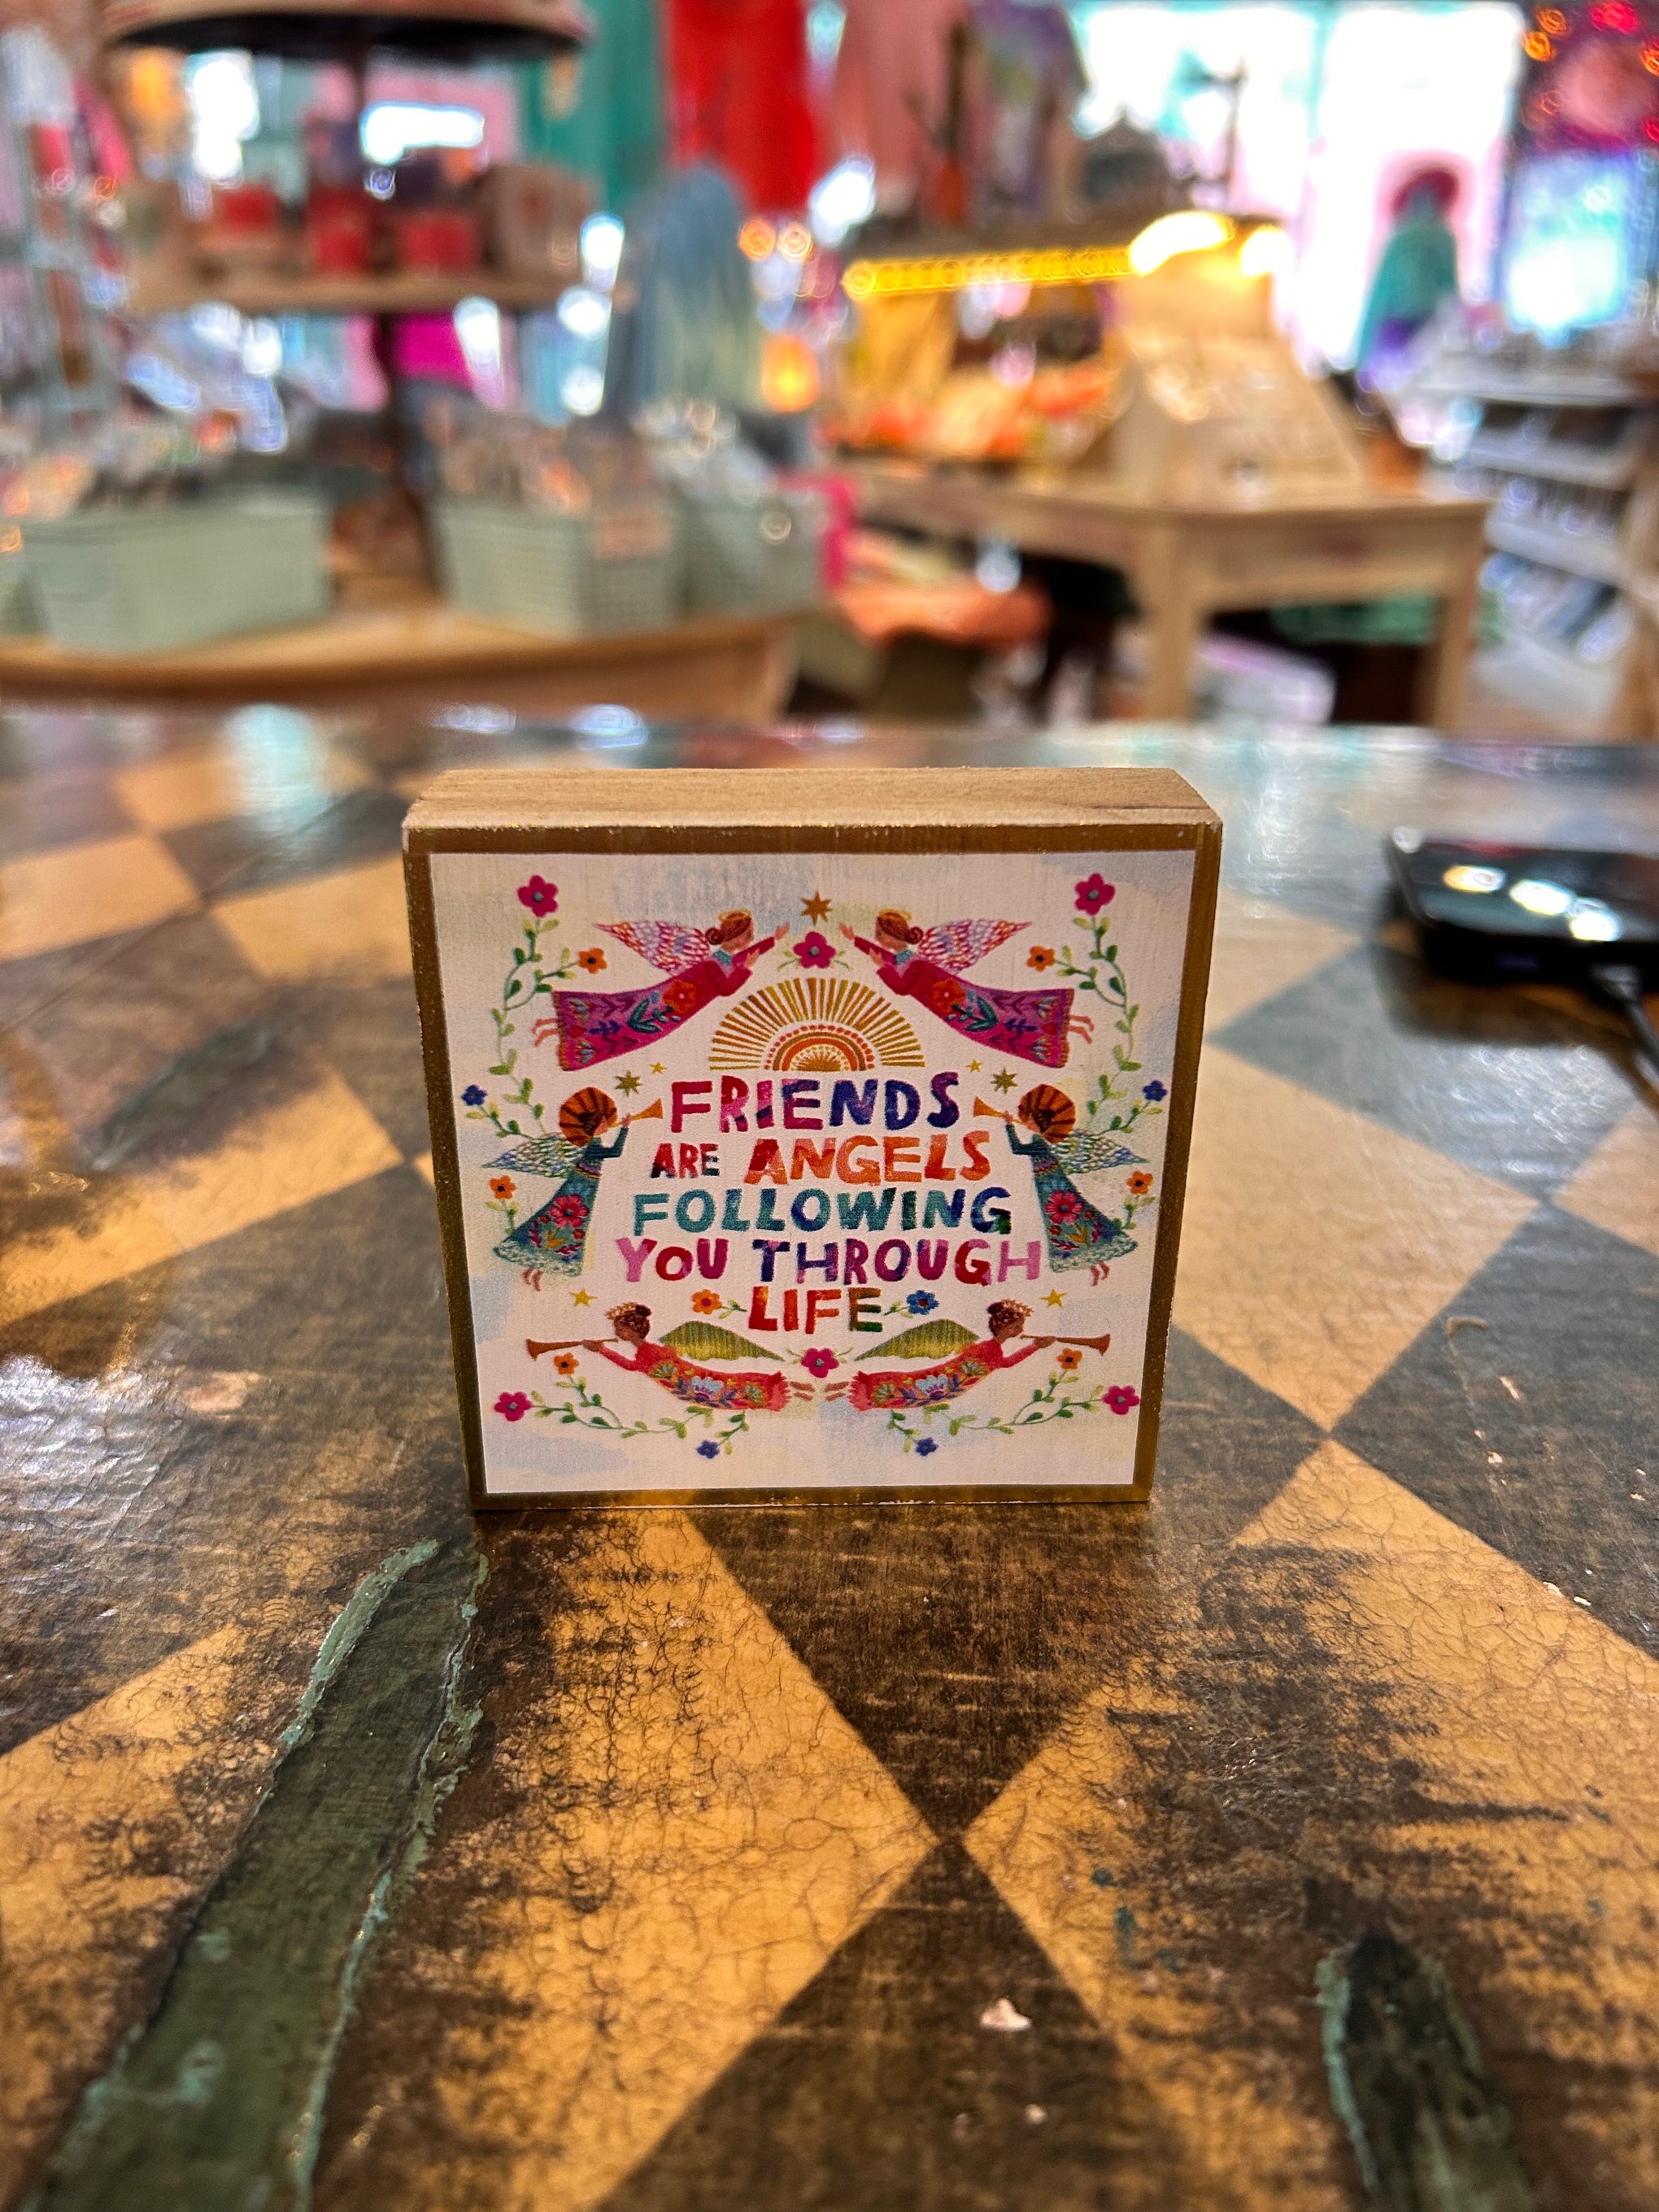 FRIENDS
ARE ANGELS
FOLLOWING
YOU THROUGH
LIFE